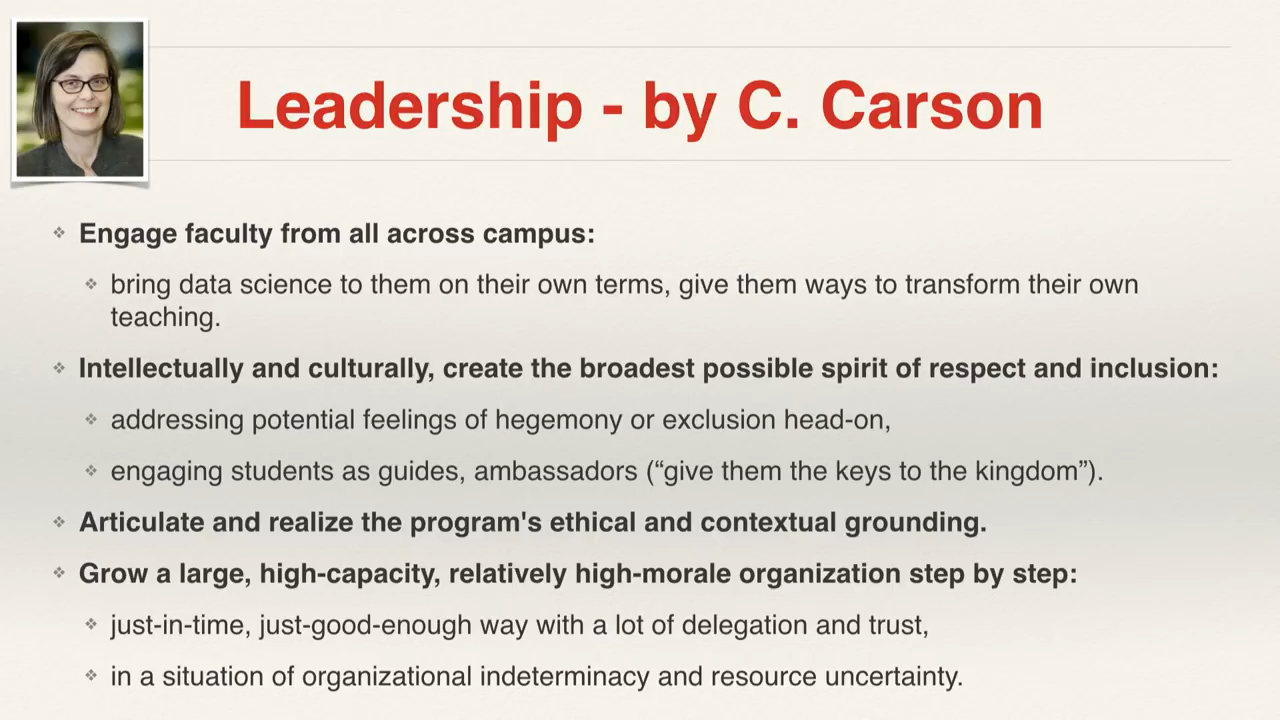 Leadership - by C. Carson
Engage faculty from all across campus:
bring data science to them on their own terms, give them ways to transform their own
teaching.
Intellectually and culturally, create the broadest possible spirit of respect and inclusion:
addressing potential feelings of hegemony or exclusion head-on,
engaging students as guides, ambassadors (“give them the keys to the kingdom”).
Articulate and realize the program's ethical and contextual grounding.
Grow a large, high-capacity, relatively high-morale organization step by step:
just-in-time, just-good-enough way with a lot of delegation and trust,
in a situation of organizational indeterminacy and resource uncertainty.